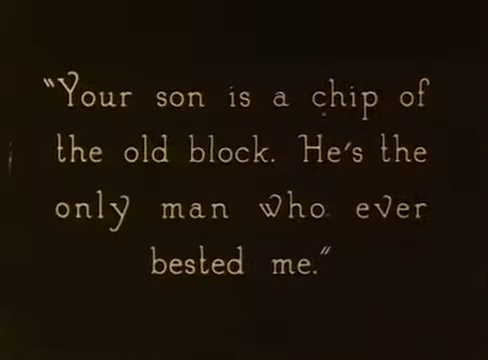 "Your son is a chip of
the old block. He's the
only man who ever
bested me."